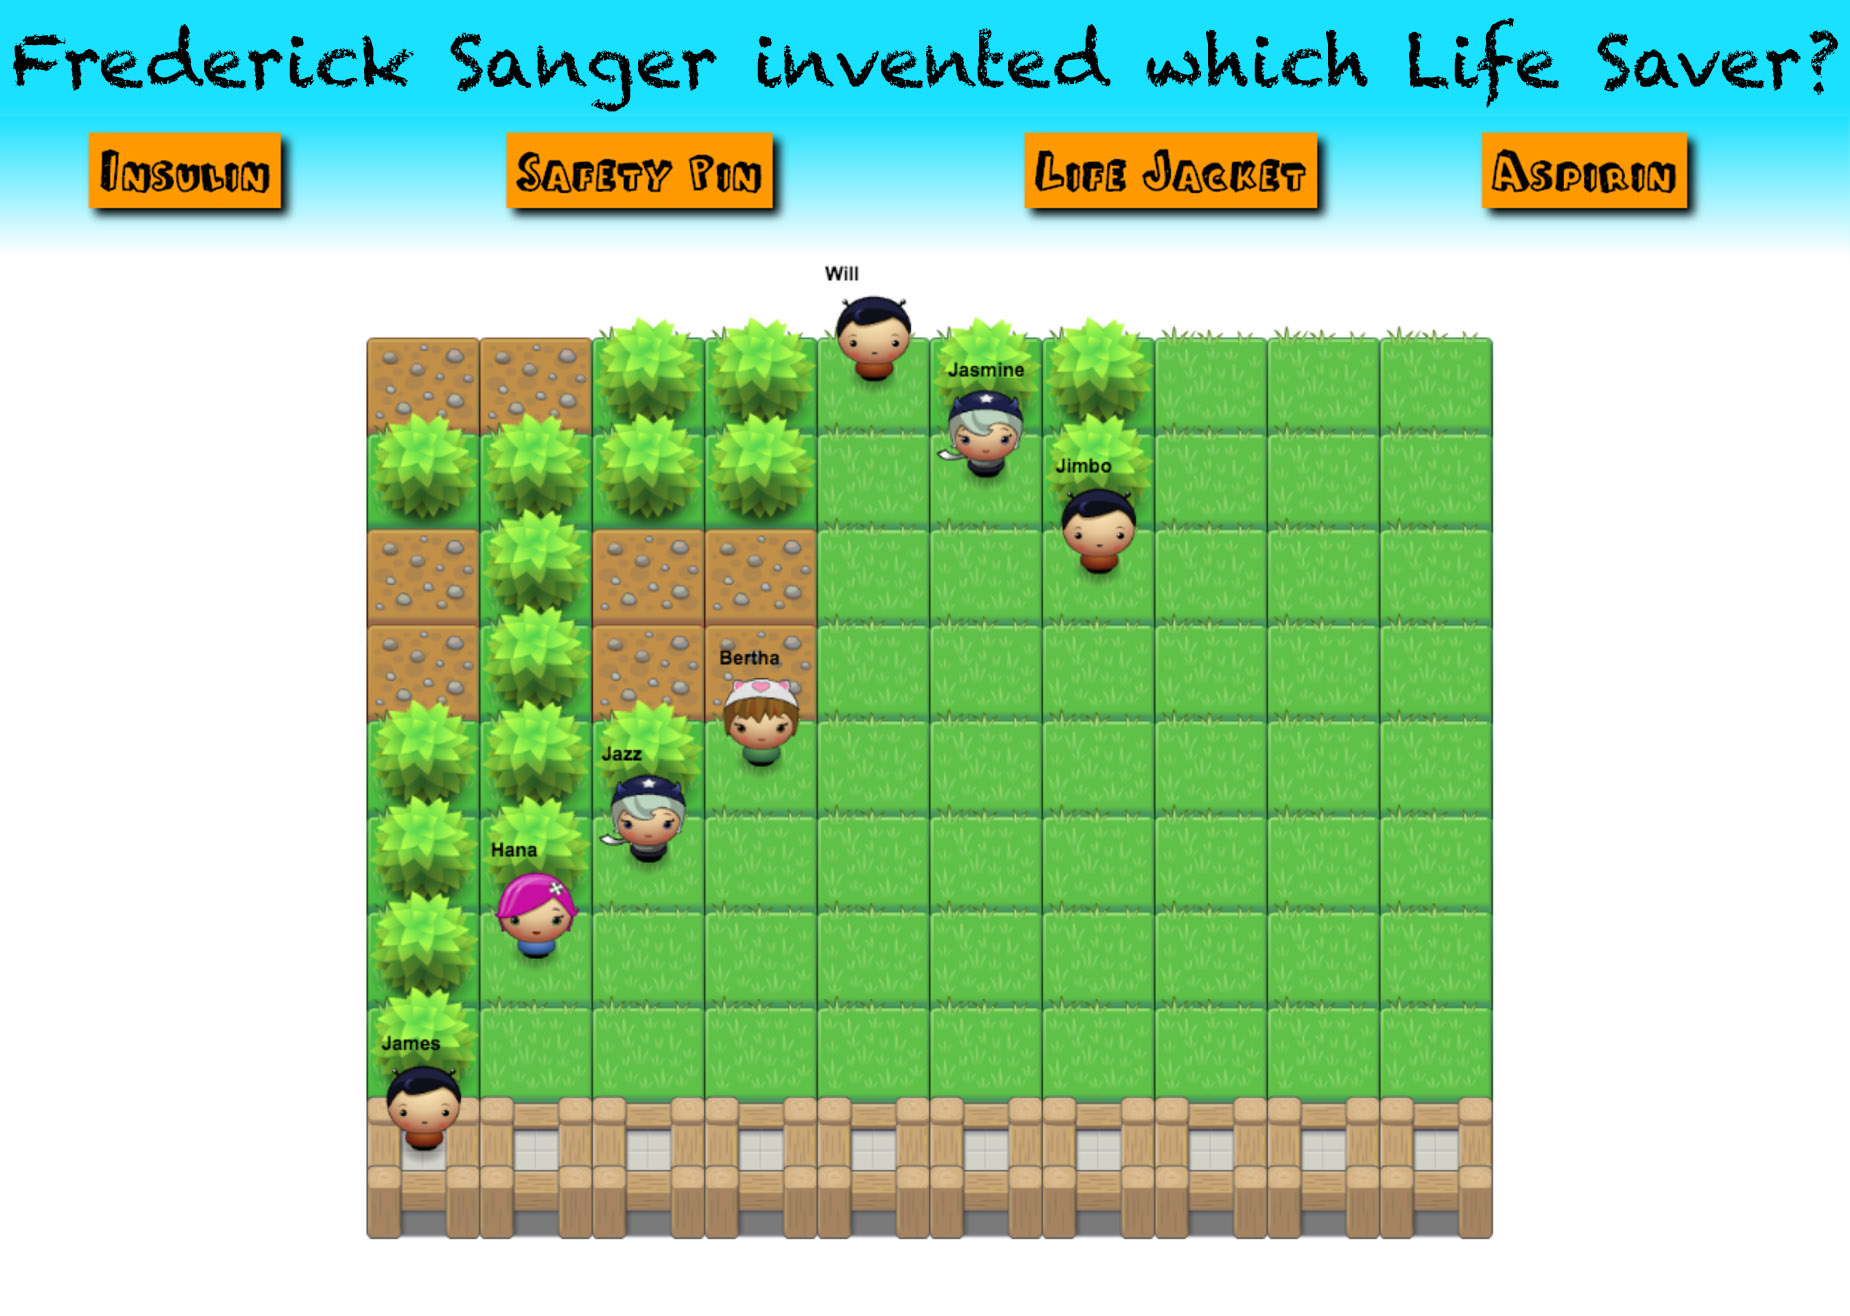 Frederick Sanger invented which Life Saver?
Insulin
Safety Pin
Life Jacket
Aspirin
Will
Jasmine
Jimbo
Bertha
Jazz
Hana
James